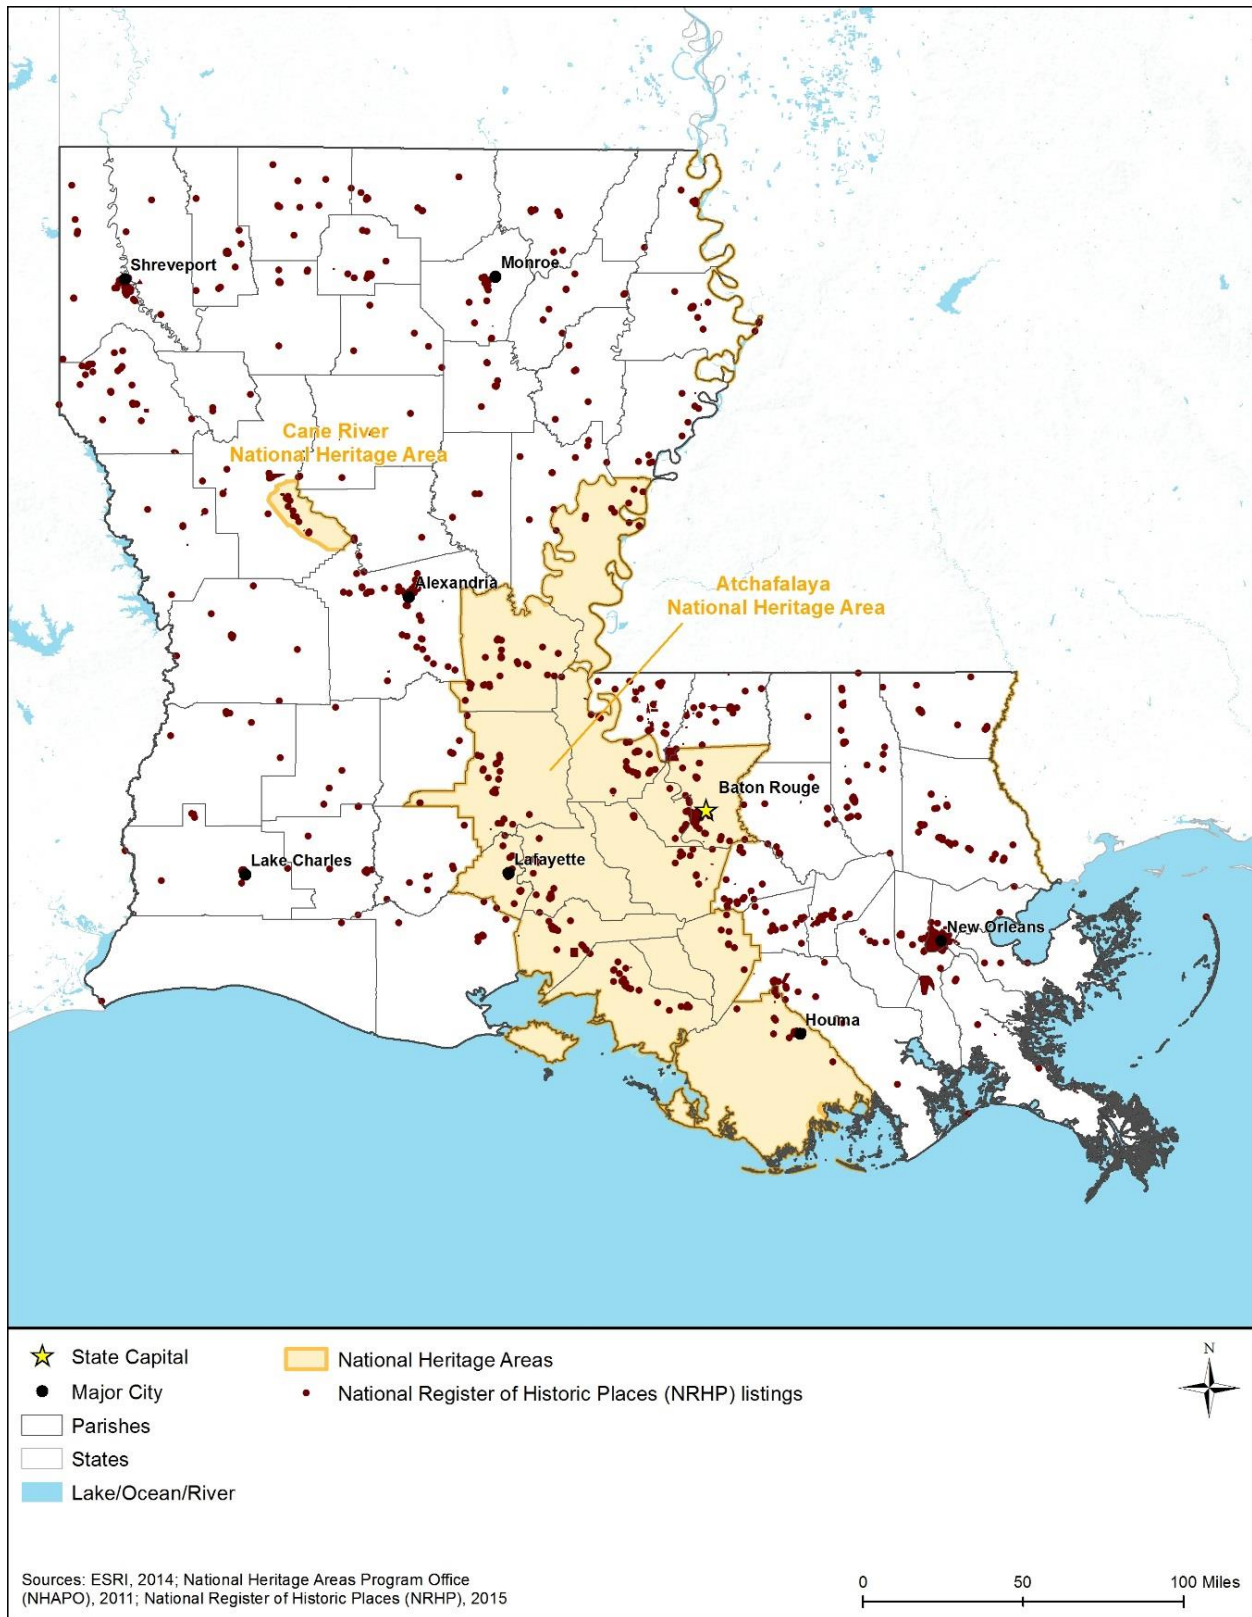 Shreveport
Monroe
Cane River
National Heritage Area
Alexandria
Atchafalaya
National Heritage Area
Baton Rouge
Lake Charles
Lafayette
New Orleans
Houma
State Capital
Major City
Parishes
States
Lake/Ocean/River
National Heritage Areas
National Register of Historic Places (NRHP) listings
N
Sources: ESRI, 2014; National Heritage Areas Program Office
(NHAPO), 2011; National Register of Historic Places (NRHP), 2015
0 50 100 Miles